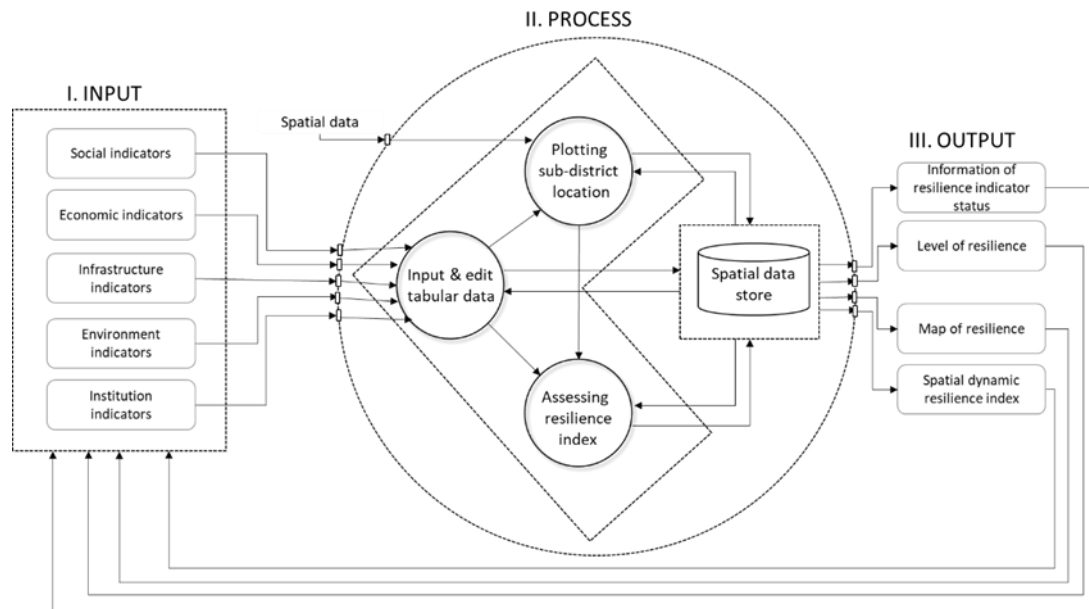 II. PROCESS
I. INPUT
Social indicators
Economic indicators
Infrastructure
indicators
Environment
indicators
Institution
indicators
Spatial data
Plotting
sub-district
location
Input & edit
tabular data
Assessing
resilience
index
Spatial data
store
III. OUTPUT
Information of
resilience indicator
status
Level of resilience
Map of resilience
Spatial dynamic
resilience index